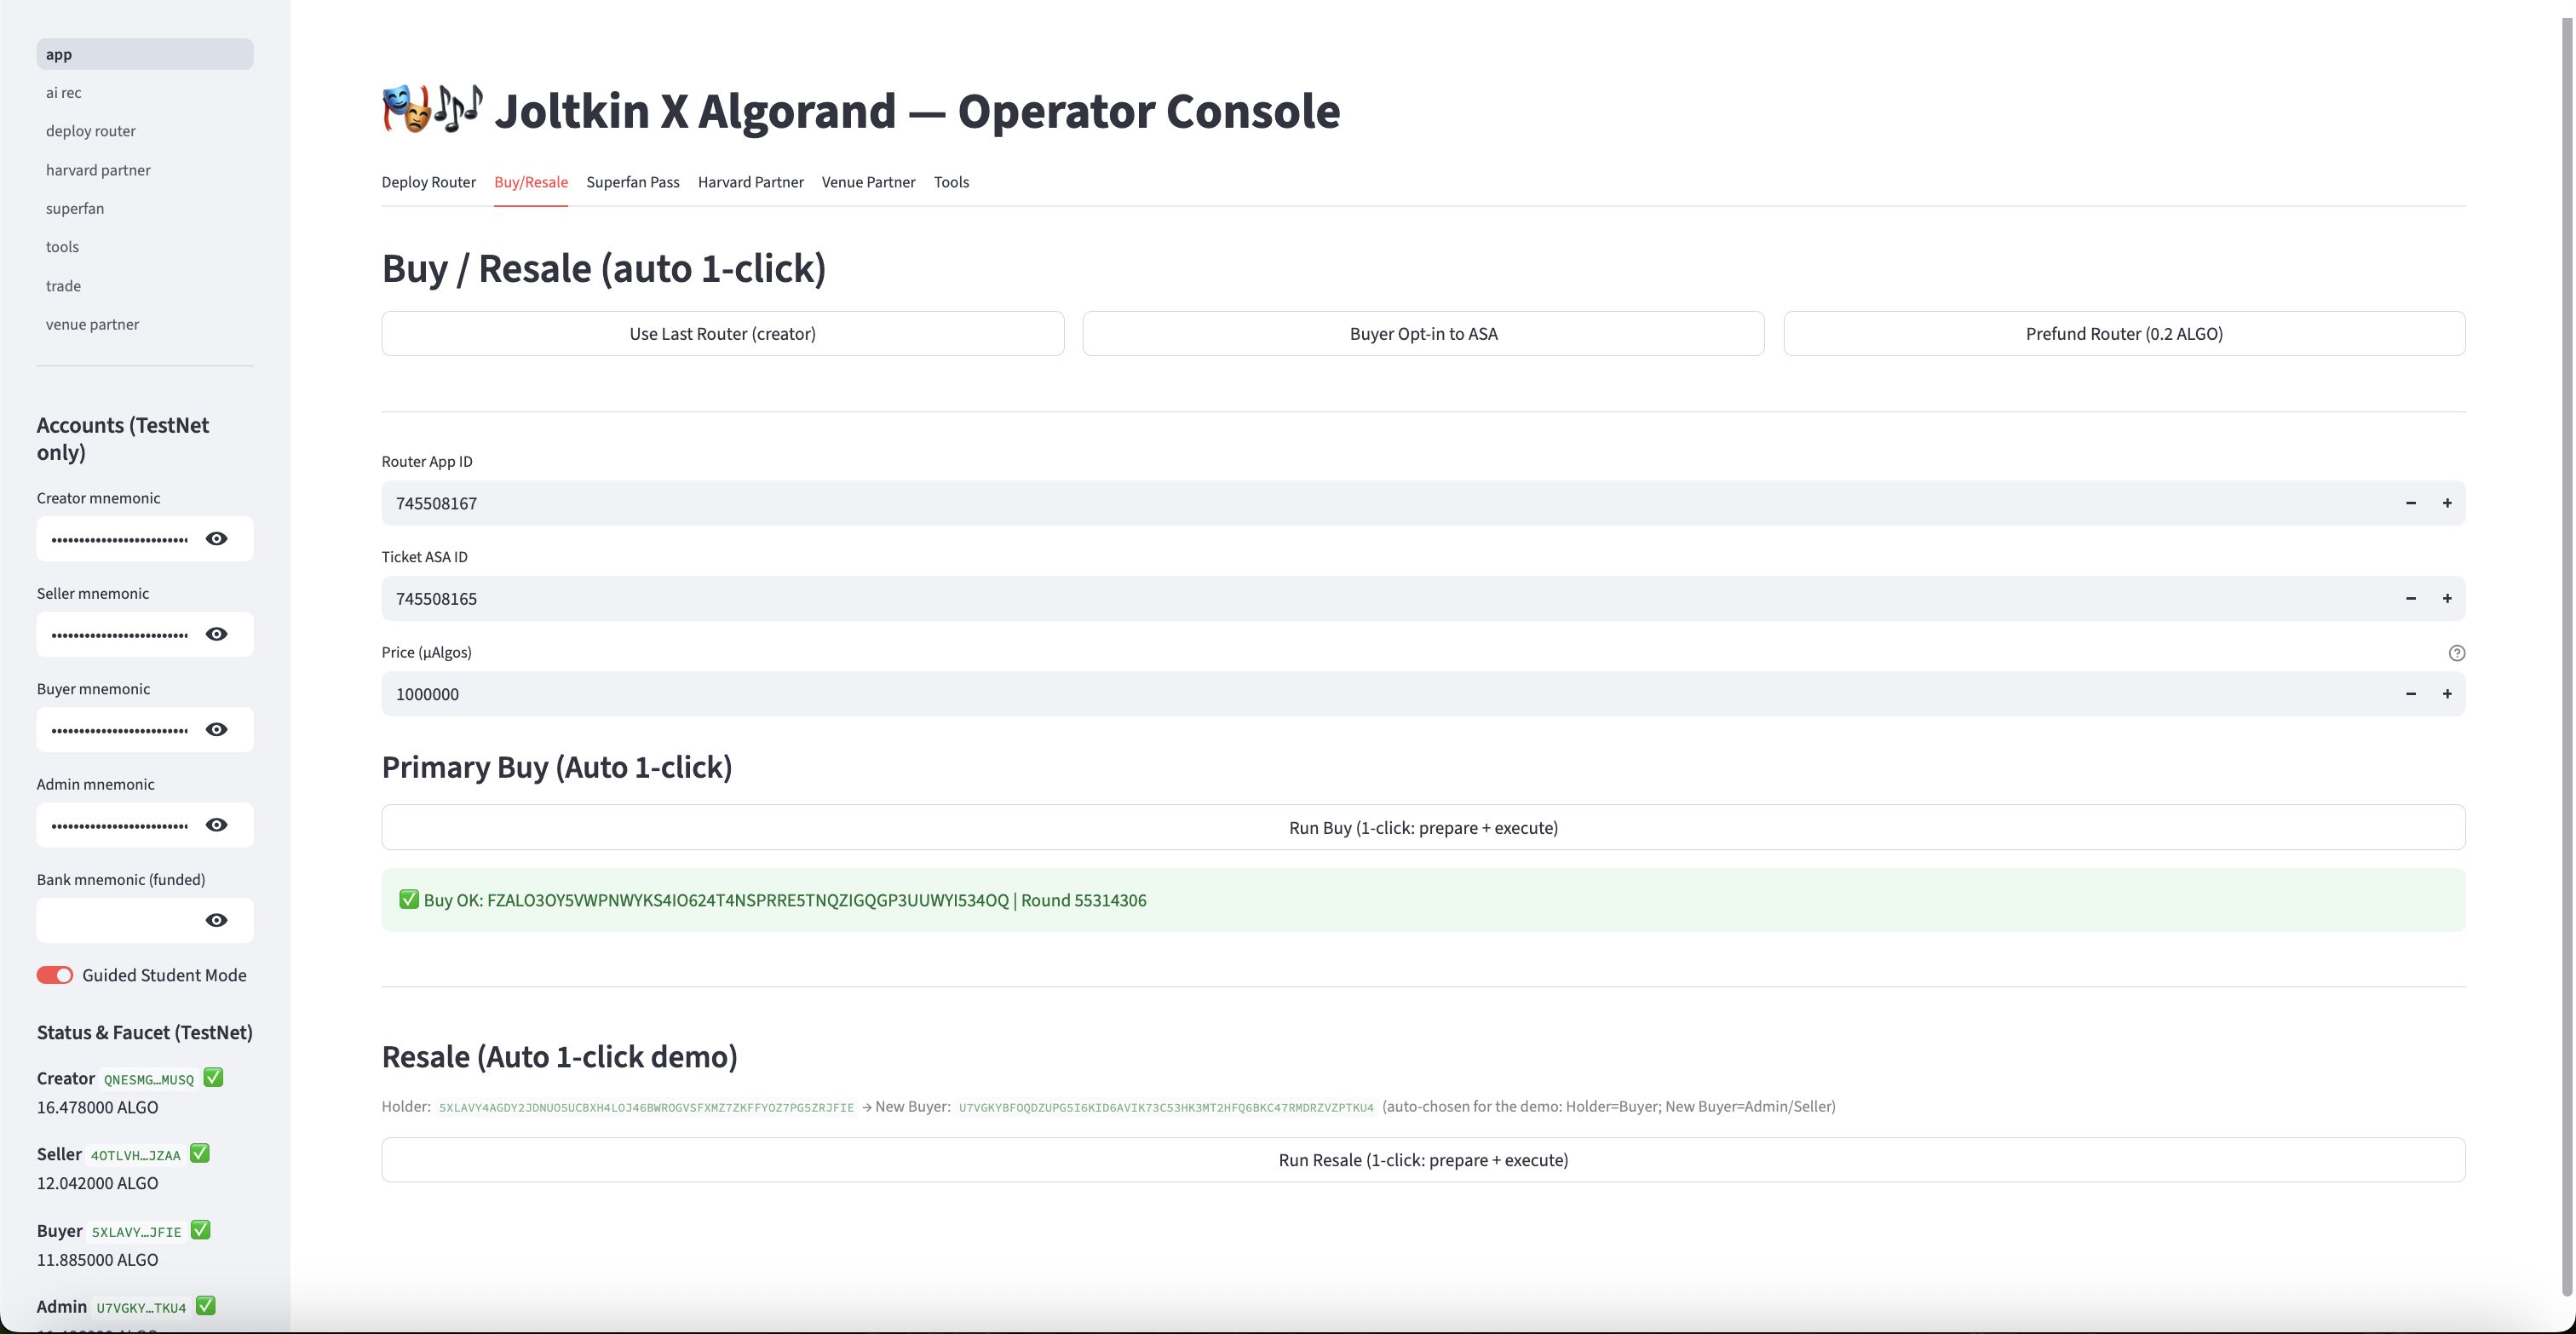 app
ai rec
deploy router
harvard partner
superfan
tools
trade
venue partner
Accounts (TestNet
only)
Creator mnemonic
Seller mnemonic
Buyer mnemonic
Admin mnemonic
Bank mnemonic (funded)
Guided Student Mode
Status & Faucet (TestNet)
Creator QNESMG…MUSQ ✅
16.478000 ALGO
Seller 4OTLVH…JZAA ✅
12.042000 ALGO
Buyer 5XLAVY…JFIE ✅
11.885000 ALGO
Admin U7VGKY…TKU4 ✅
🎭🎶 Joltkin X Algorand — Operator Console
Deploy Router Buy/Resale Superfan Pass Harvard Partner Venue Partner Tools
Buy / Resale (auto 1-click)
Use Last Router (creator) Buyer Opt-in to ASA Prefund Router (0.2 ALGO)
Router App ID
745508167
Ticket ASA ID
745508165
Price (µAlgos)
1000000
Primary Buy (Auto 1-click)
Run Buy (1-click: prepare + execute)
✅ Buy OK: FZALO3OY5VWPNWYKS4IO624T4NSPRRE5TNQZIGQGP3UUWYI534OQ | Round 55314306
Resale (Auto 1-click demo)
Holder: 5XLAVY4AGDY2JDNUO5UCBXH4LOJ46BWROGVSFXMZ7ZKFFYOZ7PG5ZRJFIE → New Buyer: U7VGKYBFOQDZUPG5I6KID6AVIK73C53HK3MT2HFQ6BKC47RMDRZVZPTKU4 (auto-chosen for the demo: Holder=Buyer; New Buyer=Admin/Seller)
Run Resale (1-click: prepare + execute)